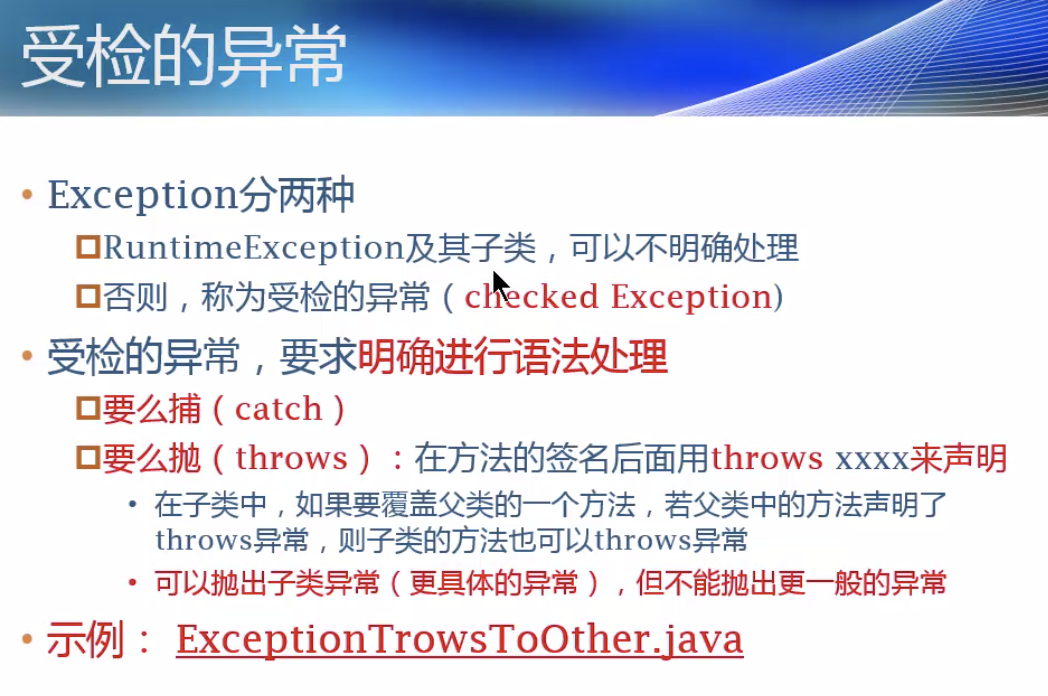 受检的异常
• Exception分两种
RuntimeException及其子类，可以不明确处理
否则，称为受检的异常（checked Exception)
• 受检的异常，要求明确进行语法处理
要么捕（catch）
要么抛（throws）：在方法的签名后面用throws xxxx来声明
• 在子类中，如果要覆盖父类的一个方法，若父类中的方法声明了
throws异常，则子类的方法也可以throws异常
• 可以抛出子类异常（更具体的异常），但不能抛出更一般的异常
• 示例： ExceptionTrowsToOther.java